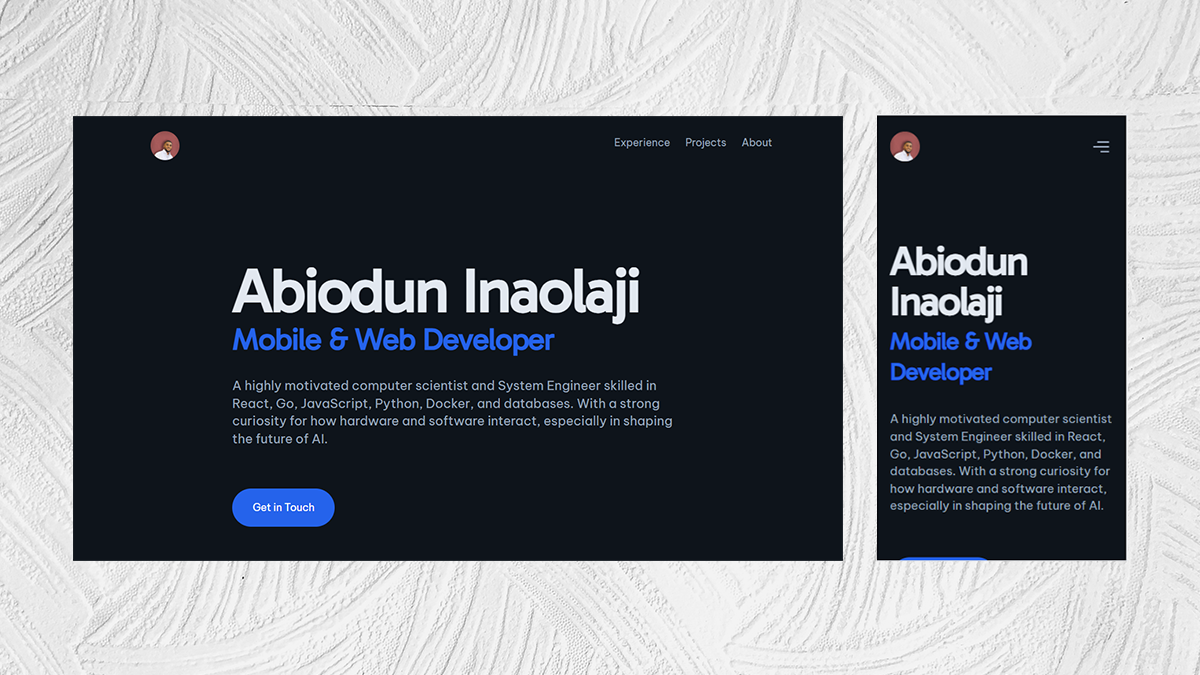 Experience Projects About
Abiodun Inaolaji
Mobile & Web Developer
A highly motivated computer scientist and System Engineer skilled in
React, Go, JavaScript, Python, Docker, and databases. With a strong
curiosity for how hardware and software interact, especially in shaping
the future of AI.
Get in Touch
Abiodun
Inaolaji
Mobile & Web
Developer
A highly motivated computer scientist
and System Engineer skilled in React,
Go, JavaScript, Python, Docker, and
databases. With a strong curiosity for
how hardware and software interact,
especially in shaping the future of AI.